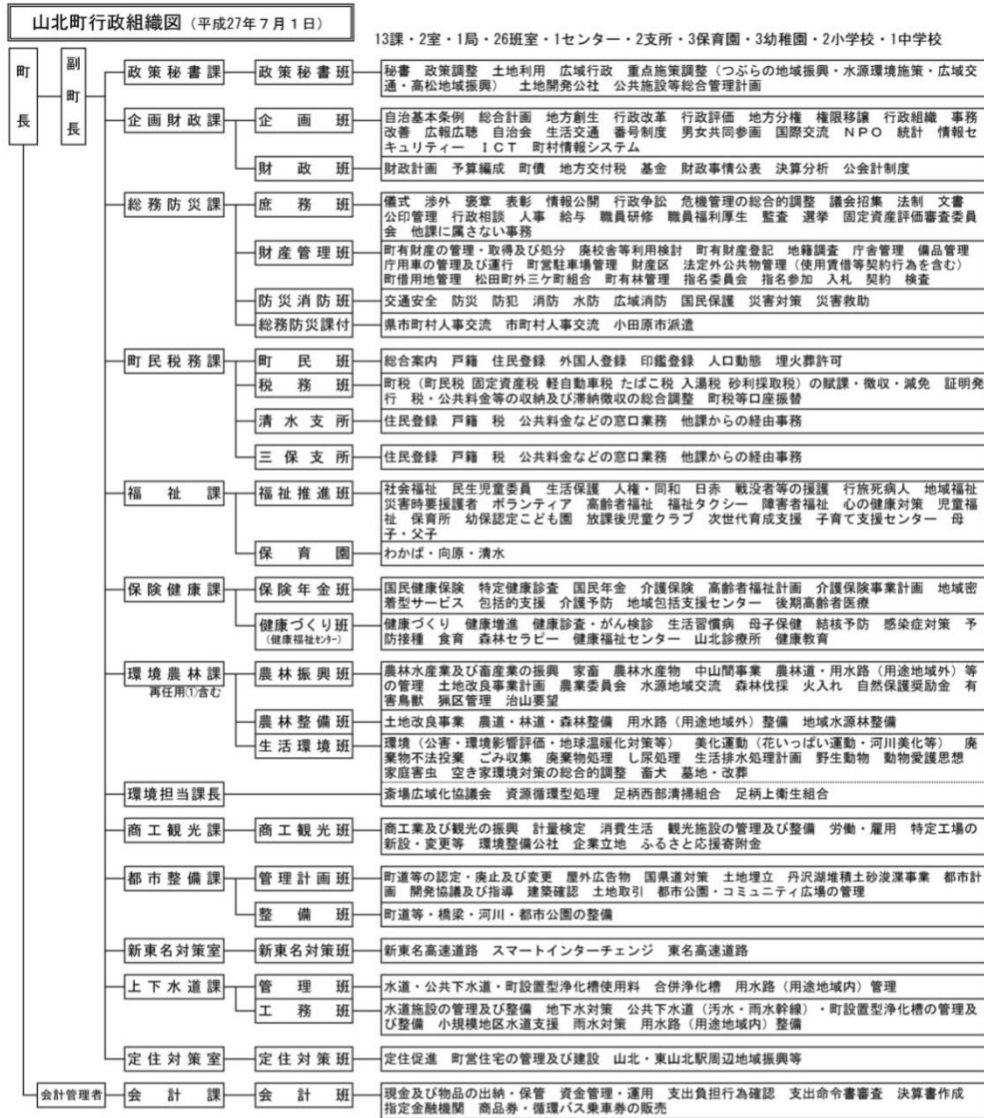 山北町行政組織図（平成27年７月１日）
13課・2室・1局・26班室・1センター・2支所・3保育園・3幼稚園・2小学校・1中学校
町長
副町長
政策秘書課
政策秘書班
秘書 政策調整 土地利用 広域行政 重点施策調整（つぶらの地域振興・水源環境施策・広域交
通・高松地域振興） 土地開発公社 公共施設等総合管理計画
企画財政課
企画班
自治基本条例 総合計画 地方創生 行政改革 行政評価 地方分権 権限移譲 行政組織 事務
改善 広報広聴 自治会 生活交通 番号制度 男女共同参画 国際交流 ＮＰＯ 統計 情報セ
キュリティー ＩＣＴ 町村情報システム
財政班
財政計画 予算編成 町債 地方交付税 基金 財政事情公表 決算分析 公会計制度
総務防災課
庶務班
儀式 渉外 褒章 表彰 情報公開 行政争訟 危機管理の総合的調整 議会招集 法制 文書
公印管理 行政相談 人事 給与 職員研修 職員福利厚生 監査 選挙 固定資産評価審査委員
会 他課に属さない事務
財産管理班
町有財産の管理・取得及び処分 廃校舎等利用検討 町有財産登記 地籍調査 庁舎管理 備品管理
庁用車の管理及び運行 町営駐車場管理 財産区 法定外公共物管理（使用賃借等契約行為を含む）
町借用地管理 松田町外三ケ町組合 町有林管理 指名委員会 指名参加 入札 契約 検査
防災消防班
交通安全 防災 防犯 消防 水防 広域消防 国民保護 災害対策 災害救助
総務防災課付
県市町村人事交流 市町村人事交流 小田原市派遣
町民税務課
町民班
総合案内 戸籍 住民登録 外国人登録 印鑑登録 人口動態 埋火葬許可
税務班
町税（町民税 固定資産税 軽自動車税 たばこ税 入湯税 砂利採取税）の賦課・徴収・減免 証明発
行 税・公共料金等の収納及び滞納徴収の総合調整 町税等口座振替
清水支所
住民登録 戸籍 税 公共料金などの窓口業務 他課からの経由事務
三保支所
住民登録 戸籍 税 公共料金などの窓口業務 他課からの経由事務
福祉課
福祉推進班
社会福祉 民生児童委員 生活保護 人権・同和 日赤 戦没者等の援護 行旅死病人 地域福祉
災害時要援護者 ボランティア 高齢者福祉 福祉タクシー 障害者福祉 心の健康対策 児童福
祉 保育所 幼保認定こども園 放課後児童クラブ 次世代育成支援 子育て支援センター 母
子・父子
保育園
わかば・向原・清水
保険健康課
保険年金班
国民健康保険 特定健康診査 国民年金 介護保険 高齢者福祉計画 介護保険事業計画 地域密
着型サービス 包括的支援 介護予防 地域包括支援センター 後期高齢者医療
健康づくり班
（健康福祉センター）
健康づくり 健康増進 健康診査・がん検診 生活習慣病 母子保健 結核予防 感染症対策 予
防接種 食育 森林セラピー 健康福祉センター 山北診療所 健康教育
環境農林課
再任用①含む
農林振興班
農林水産業及び畜産業の振興 家畜 農林水産物 中山間事業 農林道・用水路（用途地域外）等
の管理 土地改良事業計画 農業委員会 水源地域交流 森林伐採 火入れ 自然保護奨励金 有
害鳥獣 猟区管理 治山要望
農林整備班
土地改良事業 農道・林道・森林整備 用水路（用途地域外）整備 地域水源林整備
生活環境班
環境（公害・環境影響評価・地球温暖化対策等） 美化運動（花いっぱい運動・河川美化等） 廃
棄物不法投棄 ごみ収集 廃棄物処理 し尿処理 生活排水処理計画 野生動物 動物愛護思想
家庭害虫 空き家環境対策の総合的調整 畜犬 墓地・改葬
環境担当課長
斎場広域化協議会 資源循環型処理 足柄西部清掃組合 足柄上衛生組合
商工観光課
商工観光班
商工業及び観光の振興 計量検定 消費生活 観光施設の管理及び整備 労働・雇用 特定工場の
新設・変更等 環境整備公社 企業立地 ふるさと応援寄附金
都市整備課
管理計画班
町道等の認定・廃止及び変更 屋外広告物 国県道対策 土地埋立 丹沢湖堆積土砂浚渫事業 都市計
画 開発協議及び指導 建築確認 土地取引 都市公園・コミュニティ広場の管理
整備班
町道等・橋梁・河川・都市公園の整備
新東名対策室
新東名対策班
新東名高速道路 スマートインターチェンジ 東名高速道路
上下水道課
管理班
水道・公共下水道・町設置型浄化槽使用料 合併浄化槽 用水路（用途地域内）管理
工務班
水道施設の管理及び整備 地下水対策 公共下水道（汚水・雨水幹線）・町設置型浄化槽の管理及
び整備 小規模地区水道支援 雨水対策 用水路（用途地域内）整備
定住対策室
定住対策班
定住促進 町営住宅の管理及び建設 山北・東山北駅周辺地域振興等
会計管理者
会計課
会計班
現金及び物品の出納・保管 資金管理・運用 支出負担行為確認 支出命令書審査 決算書作成
指定金融機関 商品券・循環バス乗車券の販売